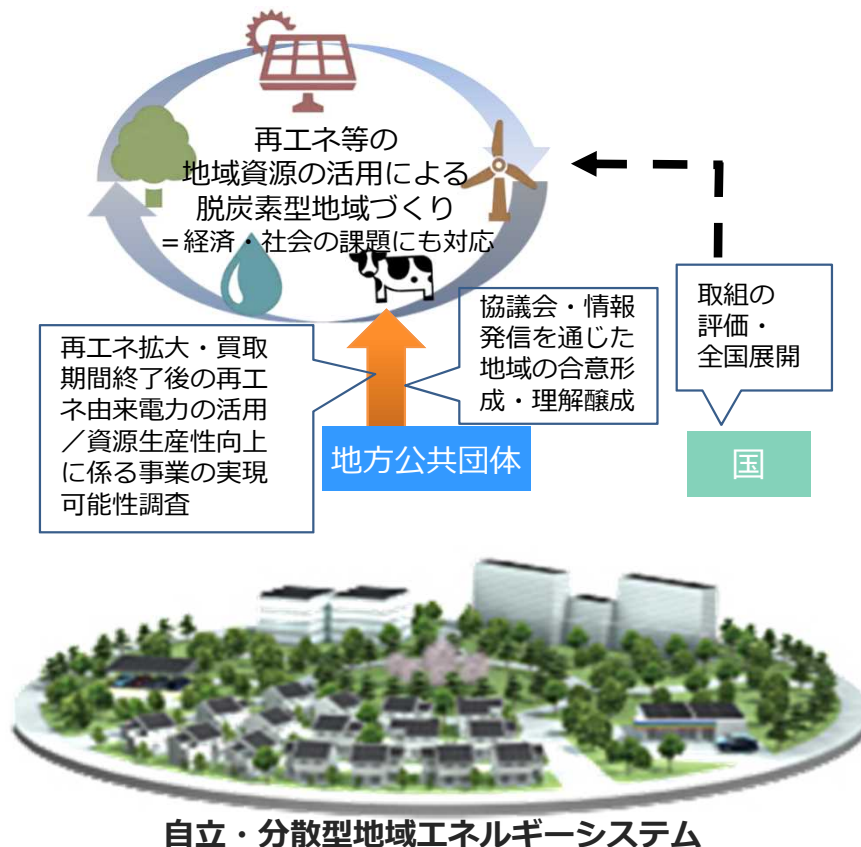 再エネ等の
地域資源の活用による
脱炭素型地域づくり
＝経済・社会の課題にも対応
再エネ拡大・買取
期間終了後の再エ
ネ由来電力の活用
／資源生産性向上
に係る事業の実現
可能性調査
協議会・情報
発信を通じた
地域の合意形
成・理解醸成
取組の
評価・
全国展開
地方公共団体
国
自立・分散型地域エネルギーシステム